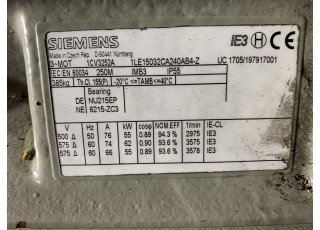 SIEMENS IE3
Made in Czech Rep. D-90441 Nürnberg
3-MOT 1CV3252A 1LE15032CA240AB4-Z UC 1705/197917001
EC/EN 60034 250M IMB3 IP55
385kg Th.Cl. 155(F) -20°C <=TAMB<=40°C
Bearing
DE NU215EP
NE 6215-ZC3
V Hz A kW cosφ NOM.EFF 1/min IE-CL
500 Δ 50 76 55 0.89 94.3% 2975 IE3
575 Δ 60 74 62 0.90 93.6% 3575 IE3
575 Δ 60 66 55 0.89 93.6% 3578 IE3